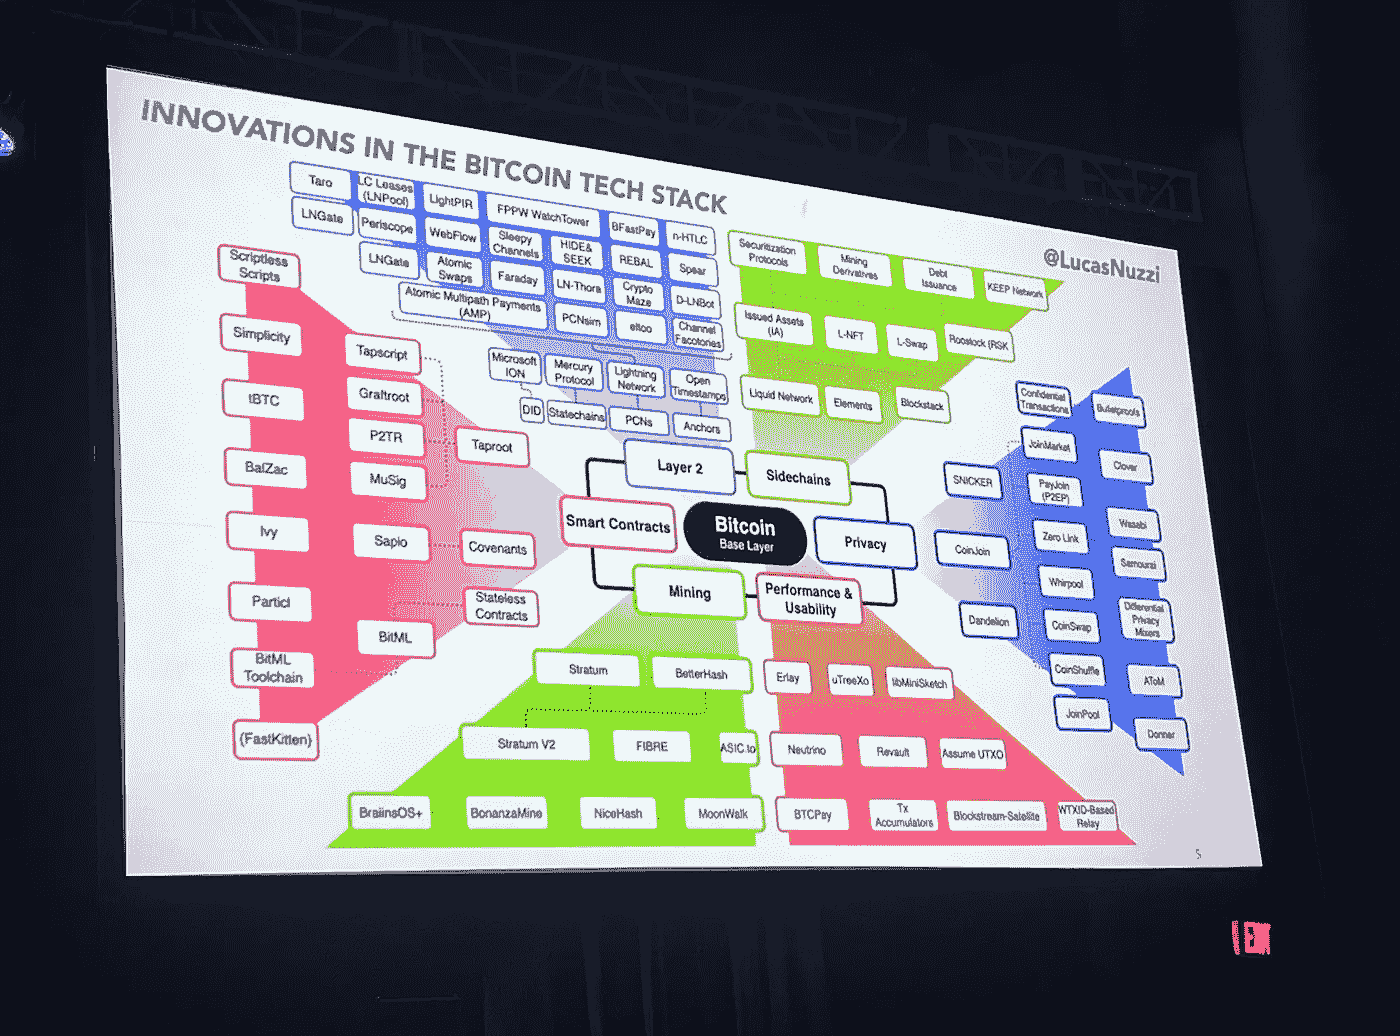 INNOVATIONS IN THE BITCOIN TECH STACK
@LucasNuzzi
Taro
LC Leases
(LNPool)
LightPIR
FPPW WatchTower
BFastPay
n-HTLC
LNGate
Periscope
WebFlow
Sleepy
Channels
HIDE&
SEEK
REBAL
Spear
LNGate
Atomic
Swaps
Faraday
LN-Thora
Crypto
Maze
D-LNBot
Atomic Multipath Payments
(AMP)
PCNsim
eltoo
Channel
Facotories
Microsoft
ION
Mercury
Protocol
Lightning
Network
Open
Timestamps
DID
Statechains
PCNs
Anchors
Layer 2
Securitization
Protocols
Mining
Derivatives
Debt
Issuance
KEEP Network
Issued Assets
(IA)
L-NFT
L-Swap
Roostock (RSK
Liquid Network
Elements
Blockstack
Sidechains
Scriptless
Scripts
Simplicity
tBTC
BalZac
Ivy
Particl
BitML
Toolchain
(FastKitten)
Tapscript
Graftroot
P2TR
MuSig
Sapio
BitML
Taproot
Covenants
Stateless
Contracts
Smart Contracts
Bitcoin
Base Layer
Privacy
SNICKER
CoinJoin
Dandelion
Confidential
Transactions
JoinMarket
PayJoin
(P2EP)
Zero Link
Whirpool
CoinSwap
CoinShuffle
JoinPool
Bulletproofs
Clover
Wasabi
Samourai
Differential
Privacy
Mixers
AToM
Donner
Mining
Stratum
BetterHash
Stratum V2
FIBRE
ASIC.to
BraiinsOS+
BonanzaMine
NiceHash
MoonWalk
Performance &
Usability
Erlay
uTreeXo
libMiniSketch
Neutrino
Revault
Assume UTXO
BTCPay
Tx
Accumulators
Blockstream-Satellite
WTXID-Based
Relay
5